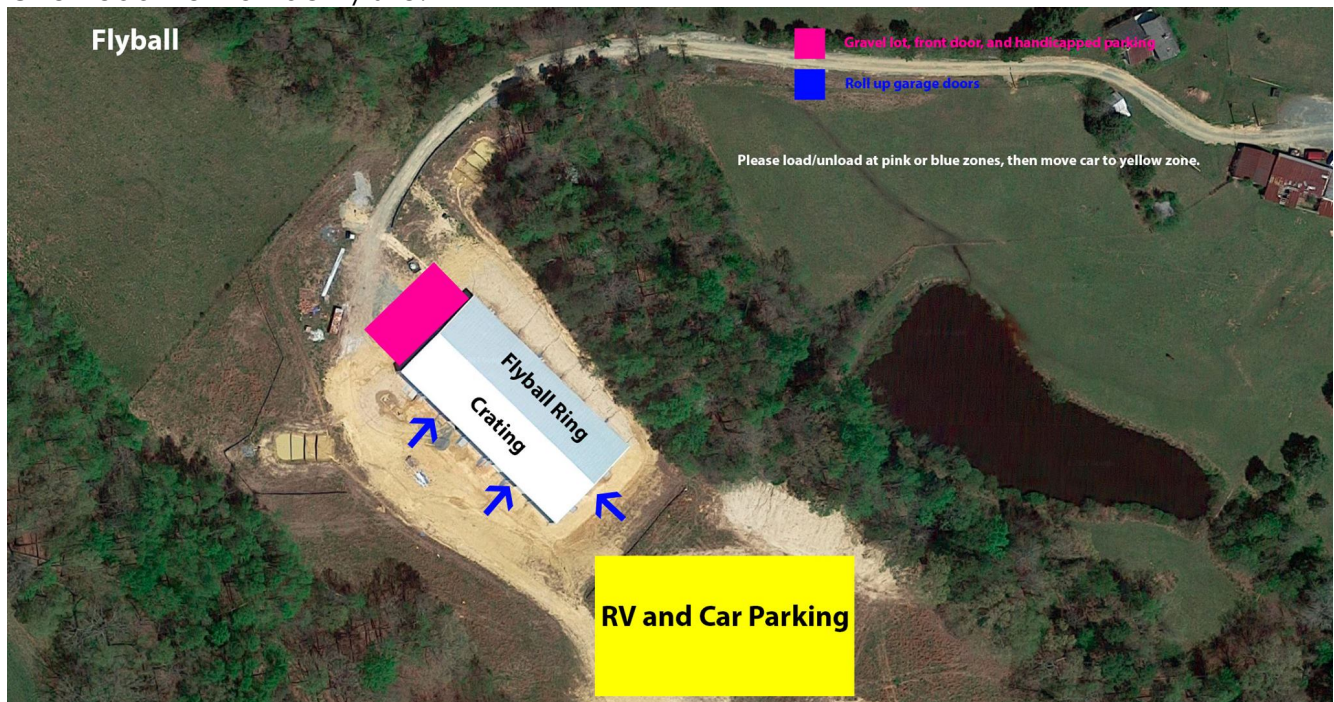 Flyball
Gravel lot, front door, and handicapped parking
Roll up garage doors
Please load/unload at pink or blue zones, then move car to yellow zone.
Flyball Ring
Crating
RV and Car Parking